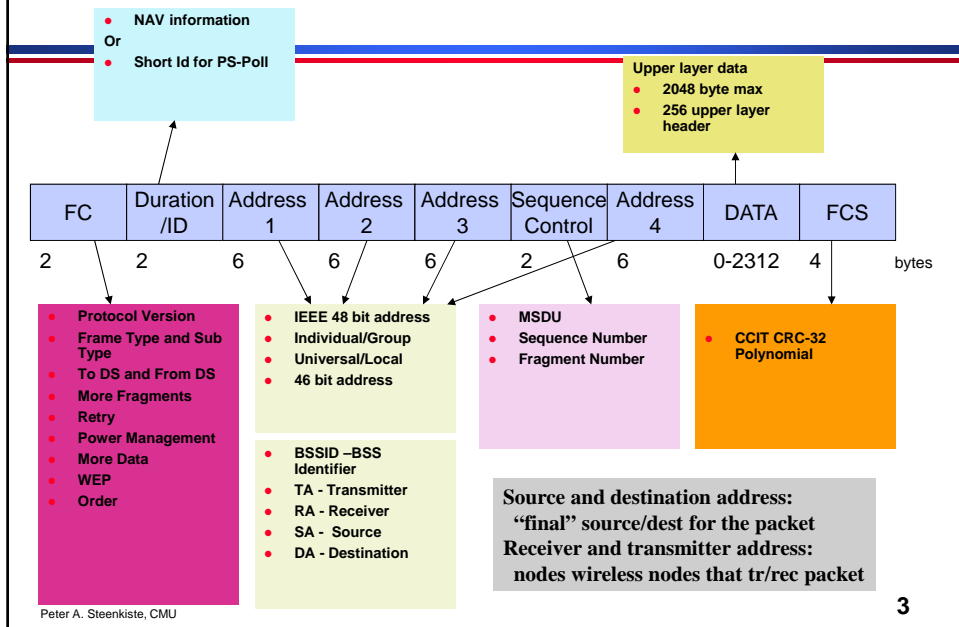 NAV information
Or
Short Id for PS-Poll
Upper layer data
2048 byte max
256 upper layer
header
FC
Duration
/ID
Address
1
Address
2
Address
3
Sequence
Control
Address
4
DATA
FCS
2 2 6 6 6 2 6 0-2312 4 bytes
Protocol Version
Frame Type and Sub
Type
To DS and From DS
More Fragments
Retry
Power Management
More Data
WEP
Order
IEEE 48 bit address
Individual/Group
Universal/Local
46 bit address
BSSID –BSS
Identifier
TA - Transmitter
RA - Receiver
SA - Source
DA - Destination
MSDU
Sequence Number
Fragment Number
CCIT CRC-32
Polynomial
Source and destination address:
“final” source/dest for the packet
Receiver and transmitter address:
nodes wireless nodes that tr/rec packet
Peter A. Steenkiste, CMU
3